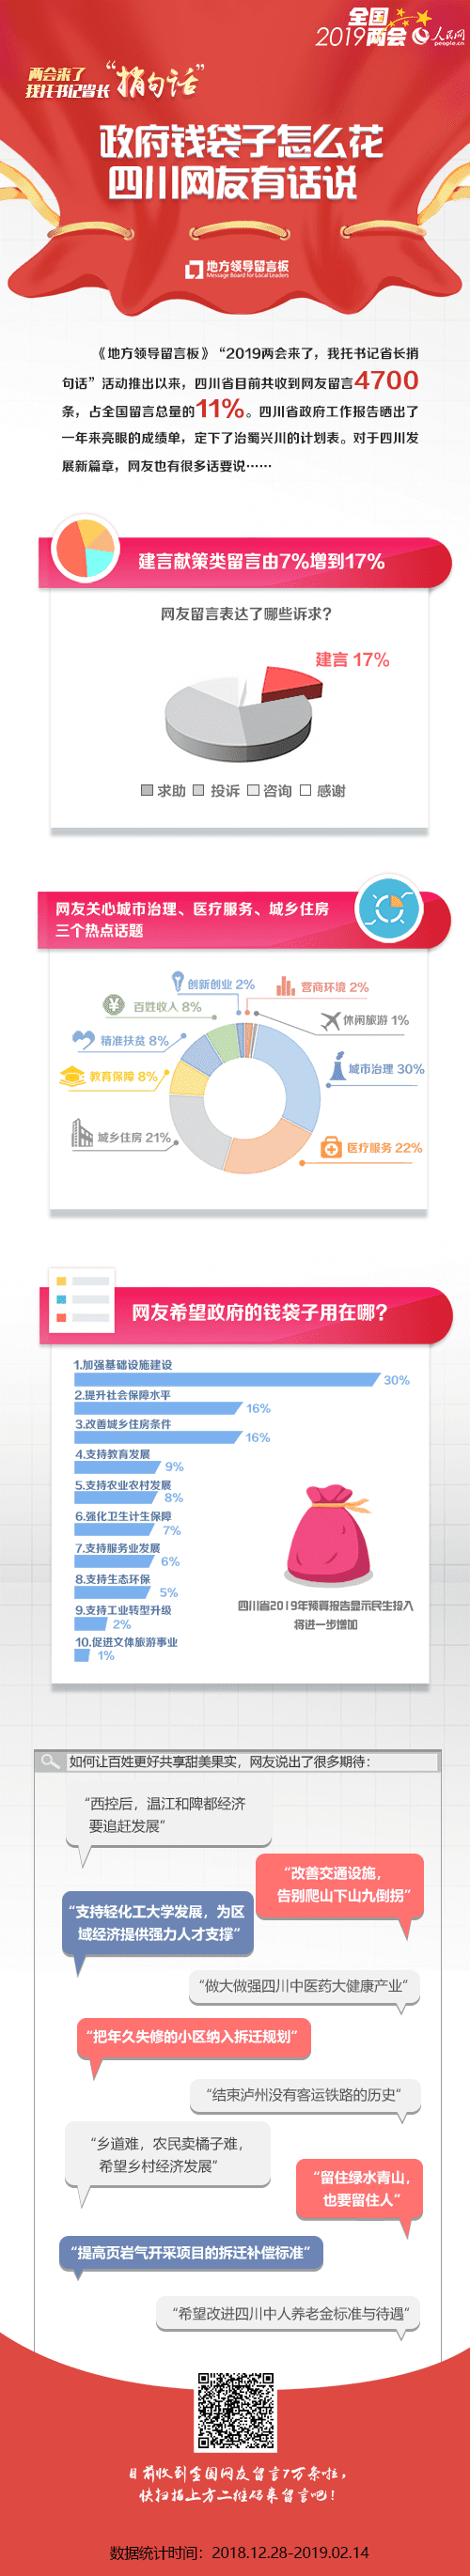 全国
2019两会 人民网
people.cn
两会来了
我托书记省长“捎句话”
政府钱袋子怎么花
四川网友有话说
地方领导留言板
Message Board for Local Leaders
《地方领导留言板》“2019两会来了，我托书记省长捎
句话”活动推出以来，四川省目前共收到网友留言4700
条，占全国留言总量的11%。四川省政府工作报告晒出了
一年来亮眼的成绩单，定下了治蜀兴川的计划表。对于四川发
展新篇章，网友也有很多话要说……
建言献策类留言由7%增到17%
网友留言表达了哪些诉求？
建言 17%
求助 投诉 咨询 感谢
网友关心城市治理、医疗服务、城乡住房
三个热点话题
创新创业 2%
营商环境 2%
百姓收入 8%
休闲旅游 1%
精准扶贫 8%
城市治理 30%
教育保障 8%
城乡住房 21%
医疗服务 22%
网友希望政府的钱袋子用在哪？
1.加强基础设施建设
30%
2.提升社会保障水平
16%
3.改善城乡住房条件
16%
4.支持教育发展
9%
5.支持农业农村发展
8%
6.强化卫生计生保障
7%
7.支持服务业发展
6%
8.支持生态环保
5%
9.支持工业转型升级
2%
10.促进文体旅游事业
1%
四川省2019年预算报告显示民生投入
将进一步增加
如何让百姓更好共享甜美果实，网友说出了很多期待：
“西控后，温江和郫都经济
要追赶发展”
“改善交通设施，
告别爬山下山九倒拐”
“支持轻化工大学发展，为区
域经济提供强力人才支撑”
“做大做强四川中医药大健康产业”
“把年久失修的小区纳入拆迁规划”
“结束泸州没有客运铁路的历史”
“乡道难，农民卖橘子难，
希望乡村经济发展”
“留住绿水青山，
也要留住人”
“提高页岩气开采项目的拆迁补偿标准”
“希望改进四川中人养老金标准与待遇”
目前收到全国网友留言7万条啦，
快扫描上方二维码来留言吧！
数据统计时间：2018.12.28-2019.02.14